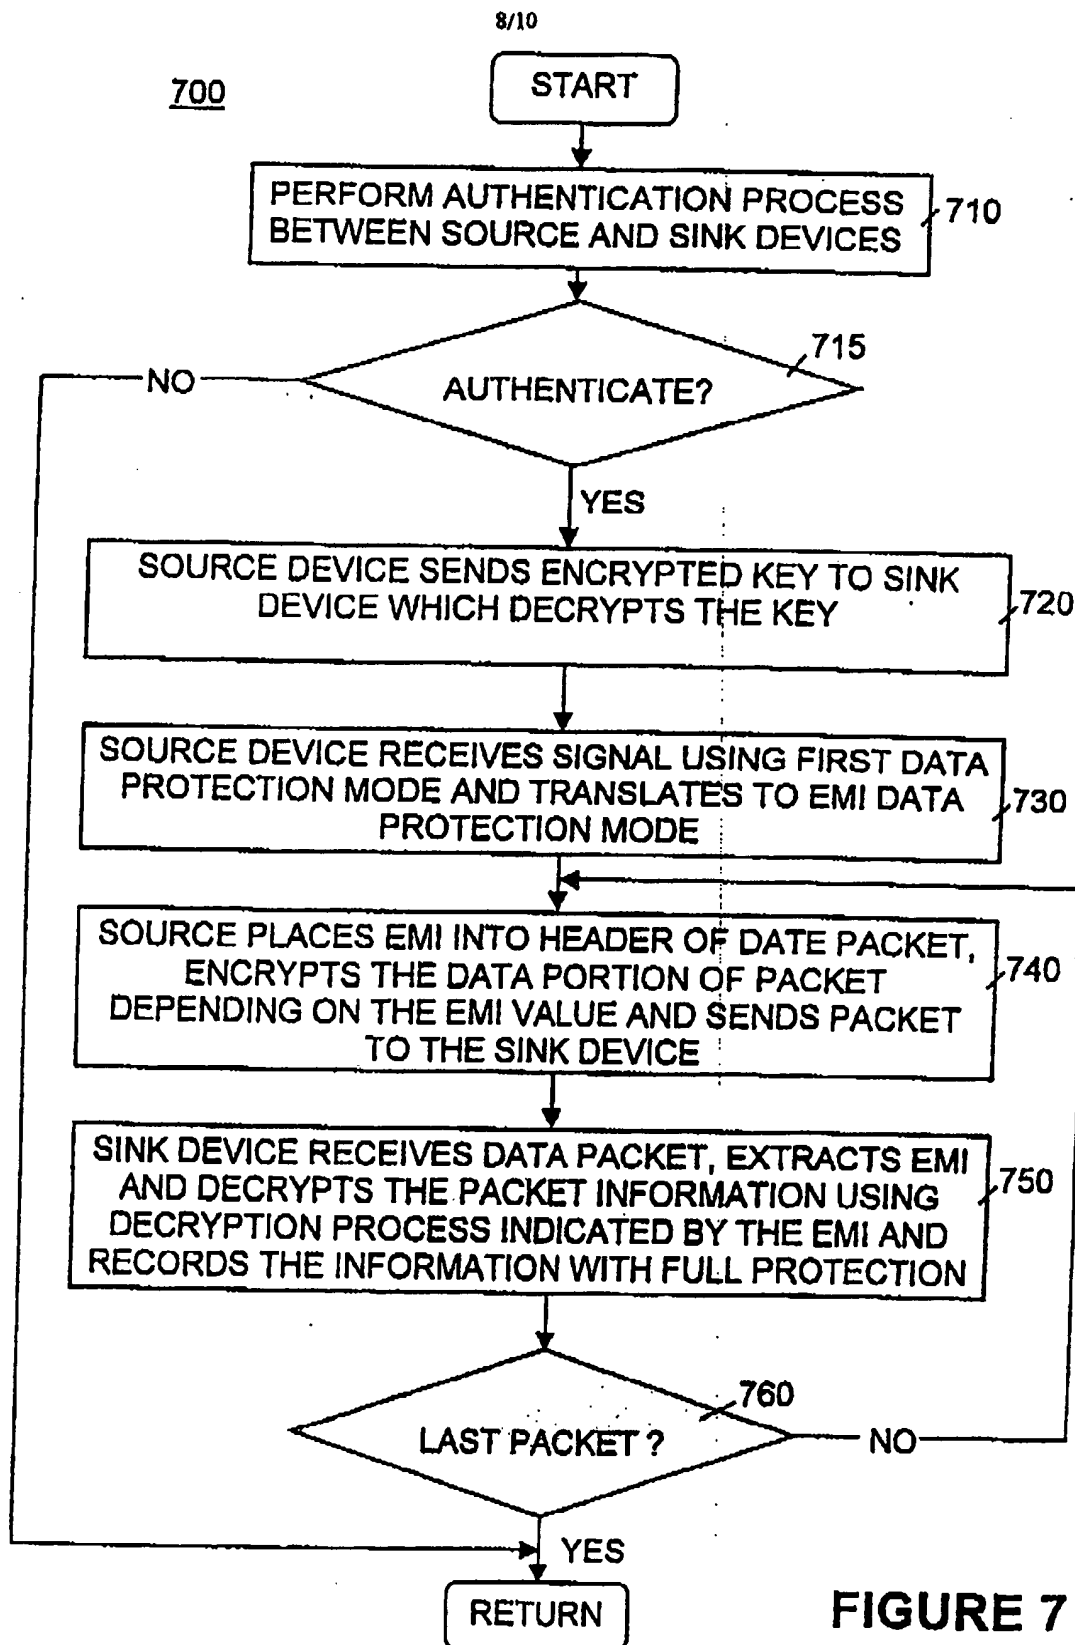 8/10
700
START
PERFORM AUTHENTICATION PROCESS
BETWEEN SOURCE AND SINK DEVICES
710
AUTHENTICATE?
715
NO
YES
SOURCE DEVICE SENDS ENCRYPTED KEY TO SINK
DEVICE WHICH DECRYPTS THE KEY
720
SOURCE DEVICE RECEIVES SIGNAL USING FIRST DATA
PROTECTION MODE AND TRANSLATES TO EMI DATA
PROTECTION MODE
730
SOURCE PLACES EMI INTO HEADER OF DATE PACKET,
ENCRYPTS THE DATA PORTION OF PACKET
DEPENDING ON THE EMI VALUE AND SENDS PACKET
TO THE SINK DEVICE
740
SINK DEVICE RECEIVES DATA PACKET, EXTRACTS EMI
AND DECRYPTS THE PACKET INFORMATION USING
DECRYPTION PROCESS INDICATED BY THE EMI AND
RECORDS THE INFORMATION WITH FULL PROTECTION
750
LAST PACKET ?
760
NO
YES
RETURN
FIGURE 7